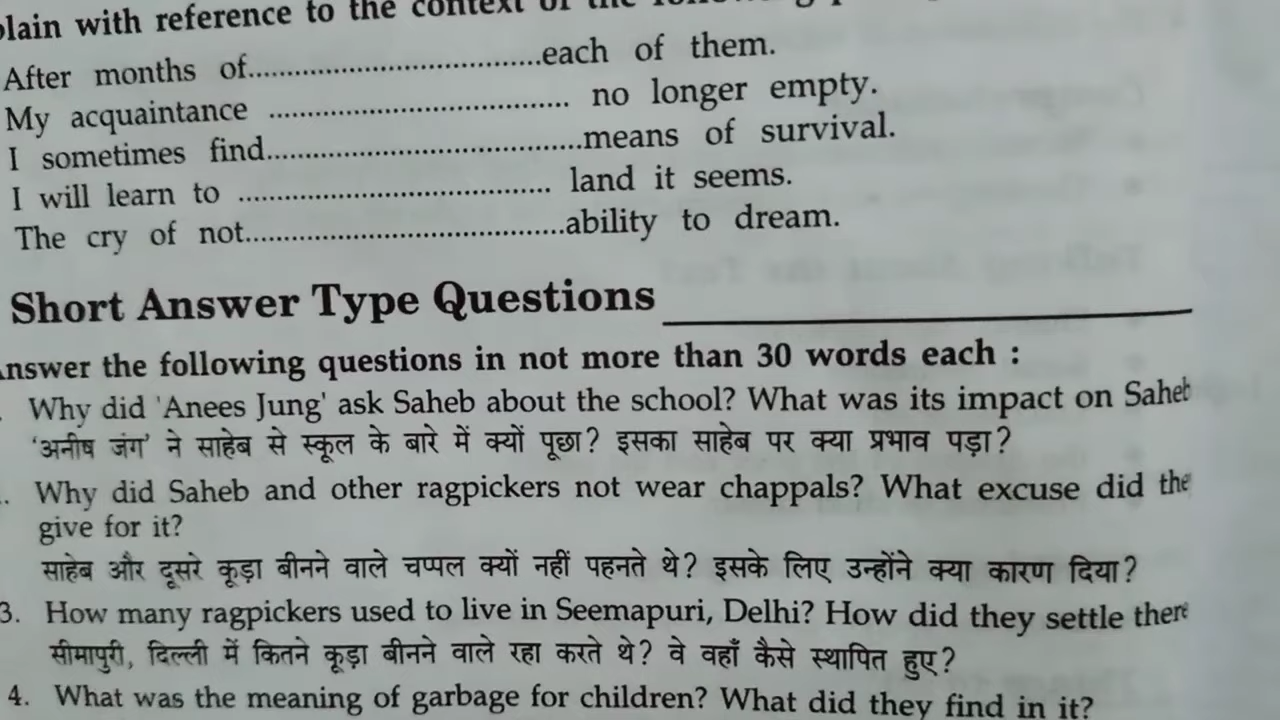 plain with reference to the context of the following
After months of..........................................each of them.
My acquaintance .......................................... no longer empty.
I sometimes find............................................means of survival.
I will learn to ............................................ land it seems.
The cry of not.............................................ability to dream.
Short Answer Type Questions
Answer the following questions in not more than 30 words each :
Why did 'Anees Jung' ask Saheb about the school? What was its impact on Saheb
‘अनीष जंग’ ने साहेब से स्कूल के बारे में क्यों पूछा? इसका साहेब पर क्या प्रभाव पड़ा?
Why did Saheb and other ragpickers not wear chappals? What excuse did the
give for it?
साहेब और दूसरे कूड़ा बीनने वाले चप्पल क्यों नहीं पहनते थे? इसके लिए उन्होंने क्या कारण दिया?
3. How many ragpickers used to live in Seemapuri, Delhi? How did they settle there
सीमापुरी, दिल्ली में कितने कूड़ा बीनने वाले रहा करते थे? वे वहाँ कैसे स्थापित हुए?
4. What was the meaning of garbage for children? What did they find in it?